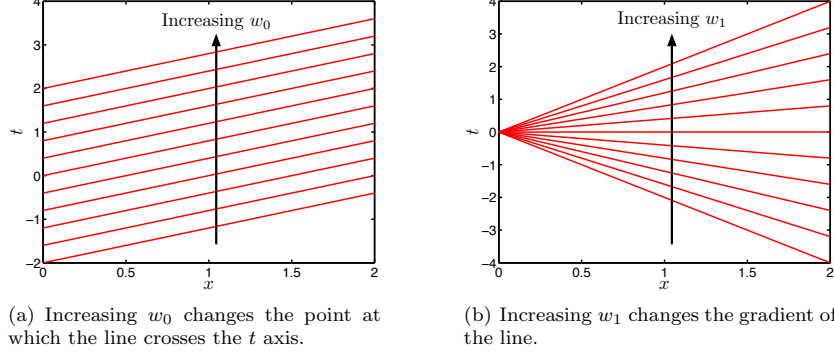 4
3
2
1
0
−1
−2
0
0.5
1
1.5
2
t
x
Increasing w0
4
3
2
1
0
−1
−2
−3
−4
0
0.5
1
1.5
2
t
x
Increasing w1
(a) Increasing w0 changes the point at
which the line crosses the t axis.
(b) Increasing w1 changes the gradient of
the line.